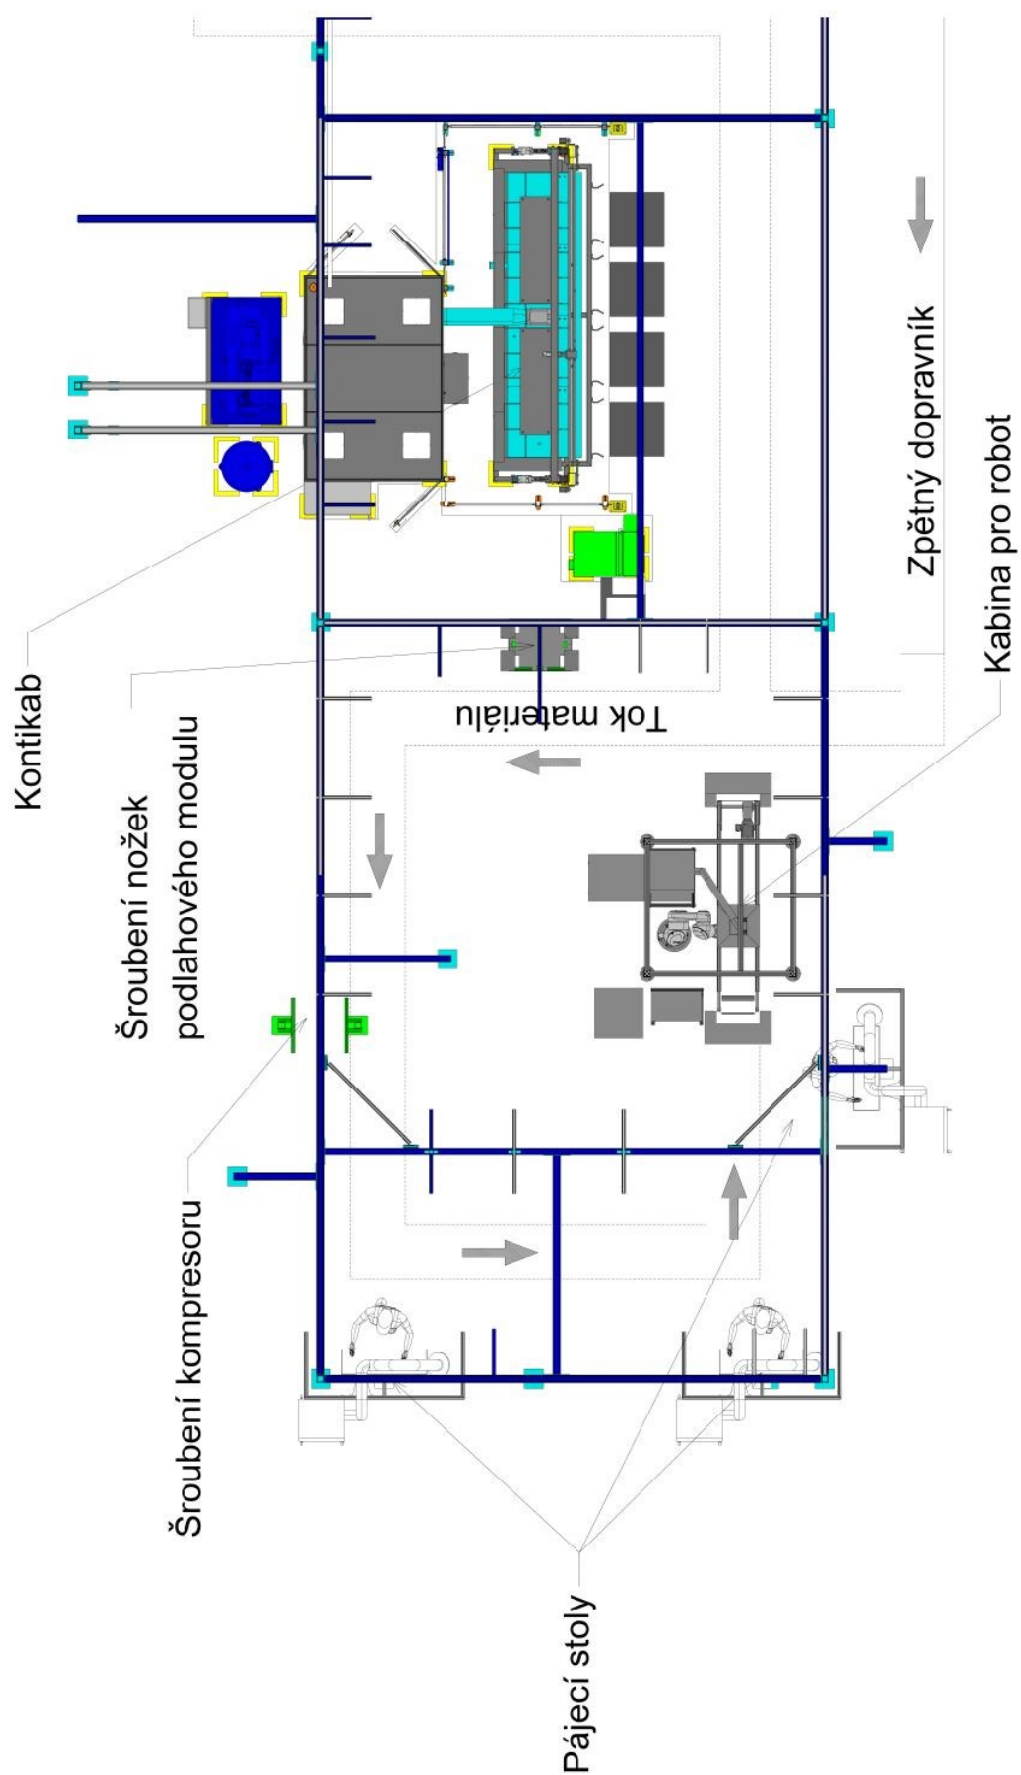 Kontikab
Šroubení nožek
podlahového modulu
Šroubení kompresoru
Tok materiálu
Zpětný dopravník
Kabina pro robot
Pájecí stoly